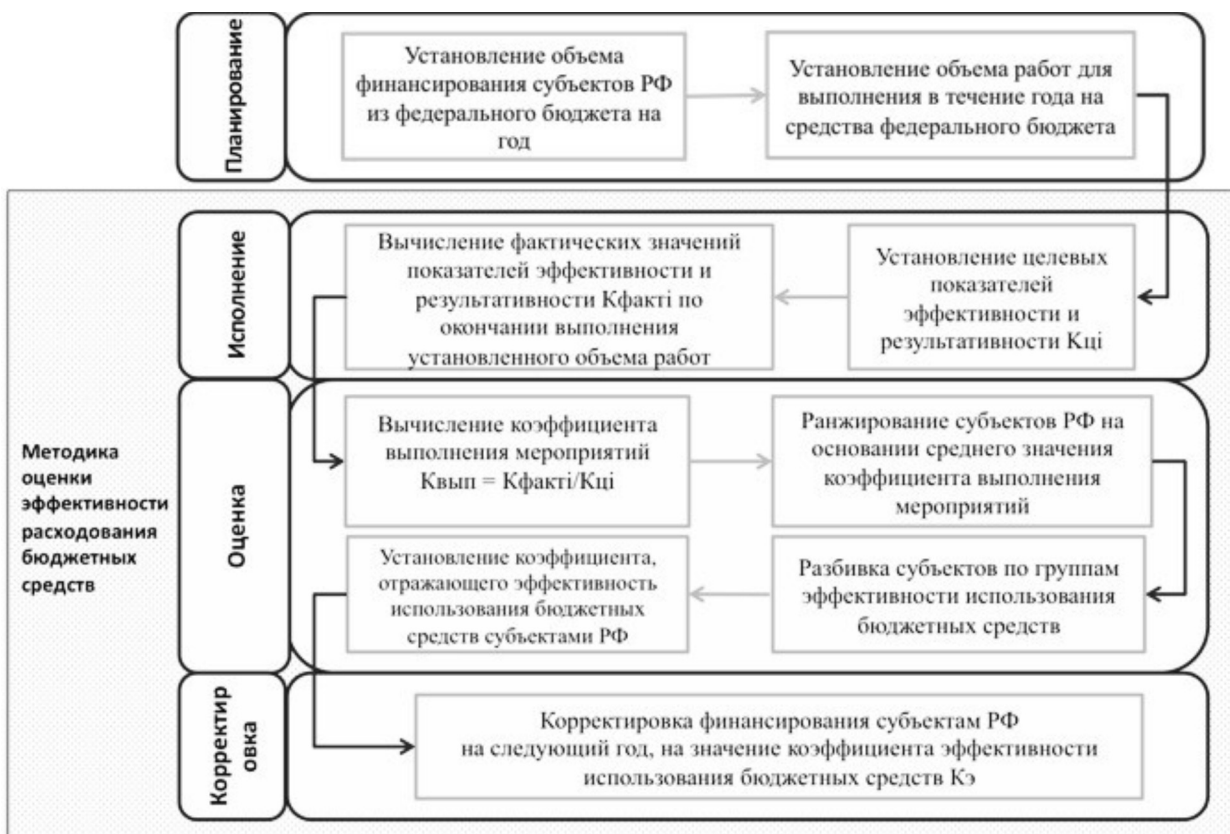 Планирование
Установление объема
финансирования субъектов РФ
из федерального бюджета на
год
Установление объема работ для
выполнения в течение года на
средства федерального бюджета
Методика
оценки
эффективности
расходования
бюджетных
средств
Исполнение
Установление целевых
показателей
эффективности и
результативности Кці
Вычисление фактических значений
показателей эффективности и
результативности Кфакті по
окончании выполнения
установленного объема работ
Оценка
Вычисление коэффициента
выполнения мероприятий
Квып = Кфакті/Кці
Ранжирование субъектов РФ на
основании среднего значения
коэффициента выполнения
мероприятий
Разбивка субъектов по группам
эффективности использования
бюджетных средств
Установление коэффициента,
отражающего эффективность
использования бюджетных
средств субъектами РФ
Корректир
овка
Корректировка финансирования субъектам РФ
на следующий год, на значение коэффициента эффективности
использования бюджетных средств Кэ